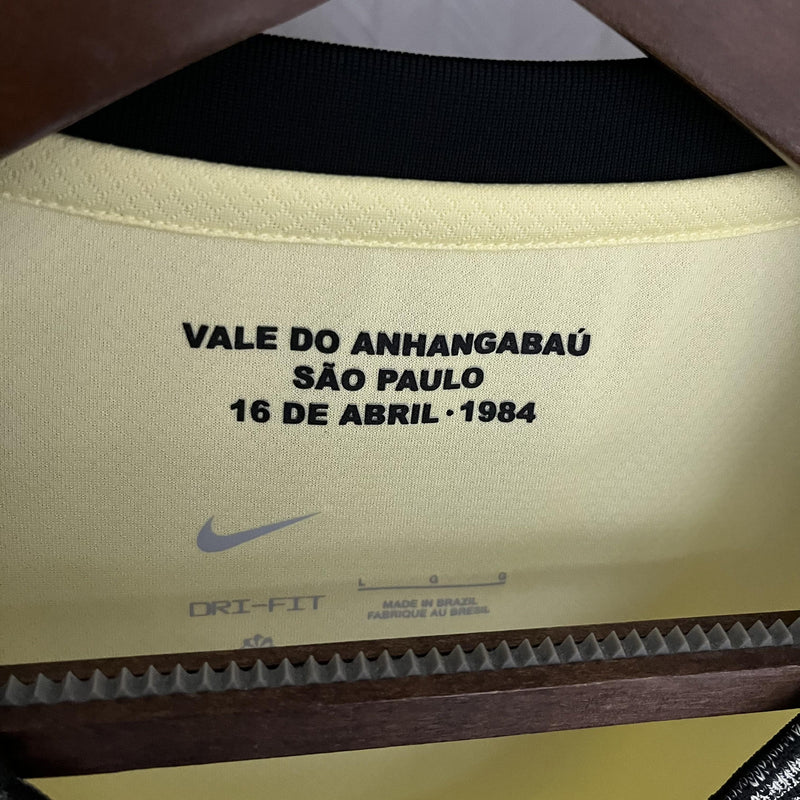 VALE DO ANHANGABAÚ
SÃO PAULO
16 DE ABRIL · 1984
DRI-FIT
L G G
MADE IN BRAZIL
FABRIQUE AU BRESIL